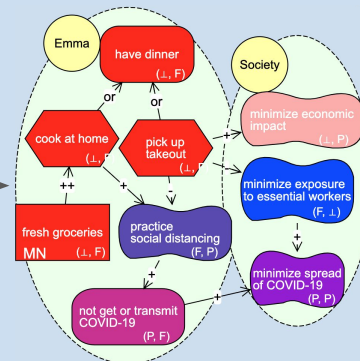 Emma
have dinner
(⊥, F)
Society
or
or
cook at home
(⊥,
pick up
takeout
(⊥,
+
minimize economic
impact
(⊥, P)
++
+
-
minimize exposure
to essential workers
(F, ⊥)
fresh groceries
MN
(⊥, F)
practice
social distancing
(F, P)
+
+
minimize spread
of COVID-19
(P, P)
not get or transmit
COVID-19
(P, F)
+